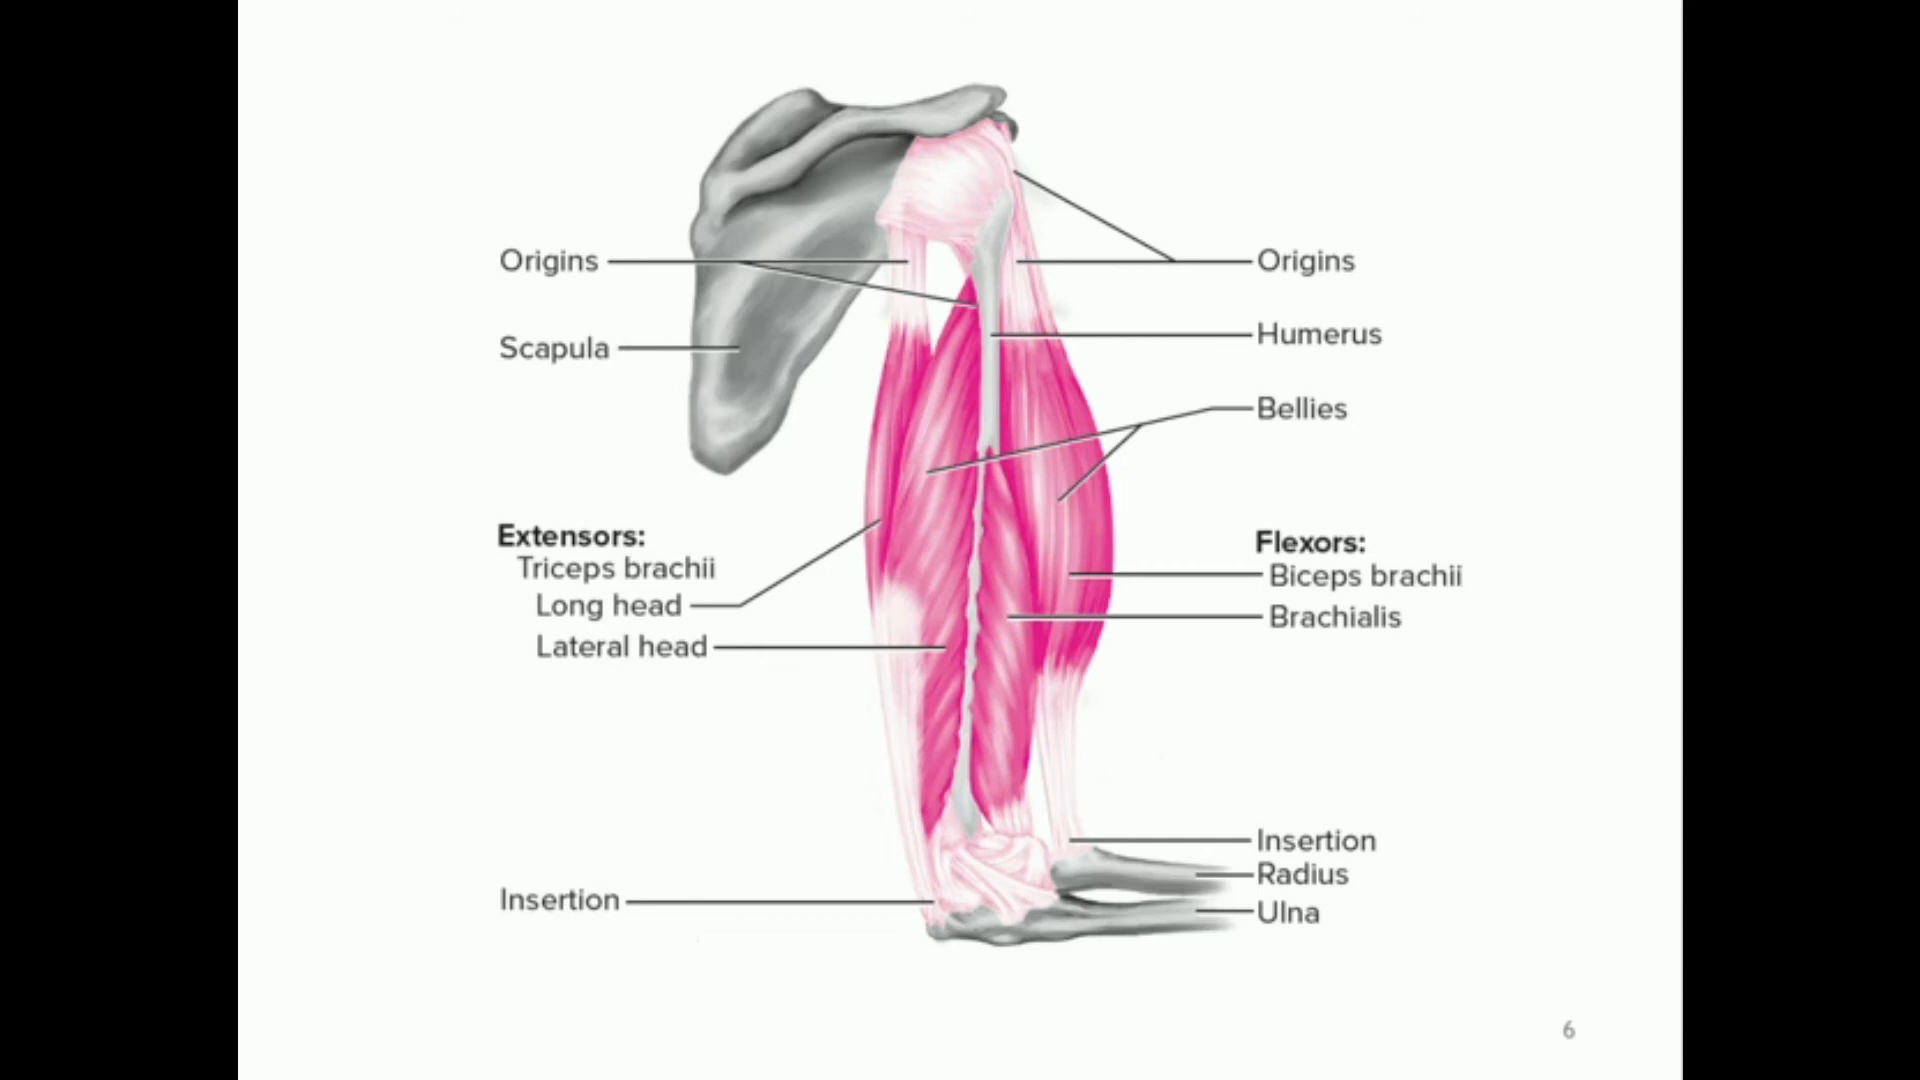 Origins
Scapula
Extensors:
Triceps brachii
Long head
Lateral head
Insertion
Origins
Humerus
Bellies
Flexors:
Biceps brachii
Brachialis
Insertion
Radius
Ulna
6